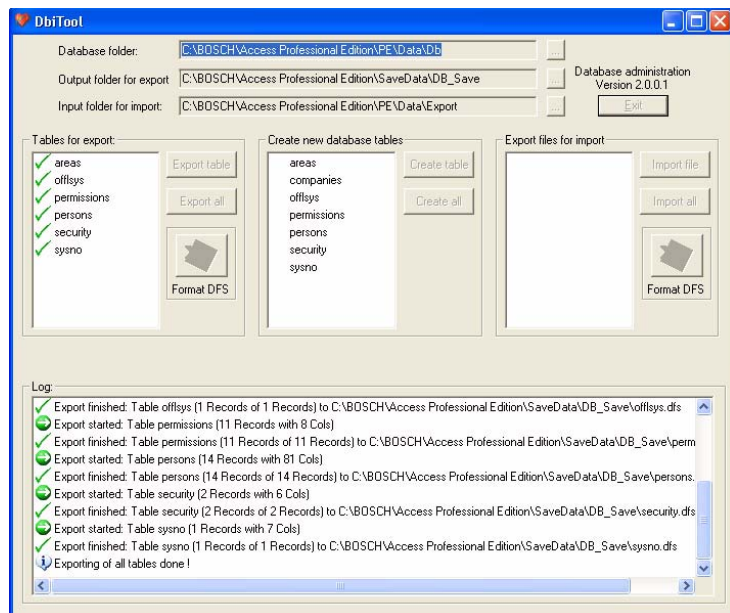 DbiTool
Database folder: C:\BOSCH\Access Professional Edition\PE\Data\Db ...
Output folder for export C:\BOSCH\Access Professional Edition\SaveData\DB_Save ...
Input folder for import: C:\BOSCH\Access Professional Edition\PE\Data\Export ...
Database administration
Version 2.0.0.1
Exit
Tables for export:
areas
offlsys
permissions
persons
security
sysno
Export table
Export all
Format DFS
Create new database tables
areas
companies
offlsys
permissions
persons
security
sysno
Create table
Create all
Export files for import
Import file
Import all
Format DFS
Log:
Export finished: Table offlsys (1 Records of 1 Records) to C:\BOSCH\Access Professional Edition\SaveData\DB_Save\offlsys.dfs
Export started: Table permissions (11 Records with 8 Cols)
Export finished: Table permissions (11 Records of 11 Records) to C:\BOSCH\Access Professional Edition\SaveData\DB_Save\perm
Export started: Table persons (14 Records with 81 Cols)
Export finished: Table persons (14 Records of 14 Records) to C:\BOSCH\Access Professional Edition\SaveData\DB_Save\persons.
Export started: Table security (2 Records with 6 Cols)
Export finished: Table security (2 Records of 2 Records) to C:\BOSCH\Access Professional Edition\SaveData\DB_Save\security.dfs
Export started: Table sysno (1 Records with 7 Cols)
Export finished: Table sysno (1 Records of 1 Records) to C:\BOSCH\Access Professional Edition\SaveData\DB_Save\sysno.dfs
Exporting of all tables done !